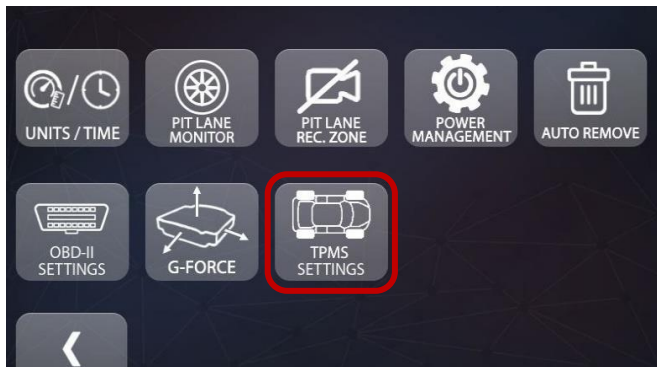 UNITS / TIME
PIT LANE
MONITOR
PIT LANE
REC. ZONE
POWER
MANAGEMENT
AUTO REMOVE
OBD-II
SETTINGS
G-FORCE
TPMS
SETTINGS